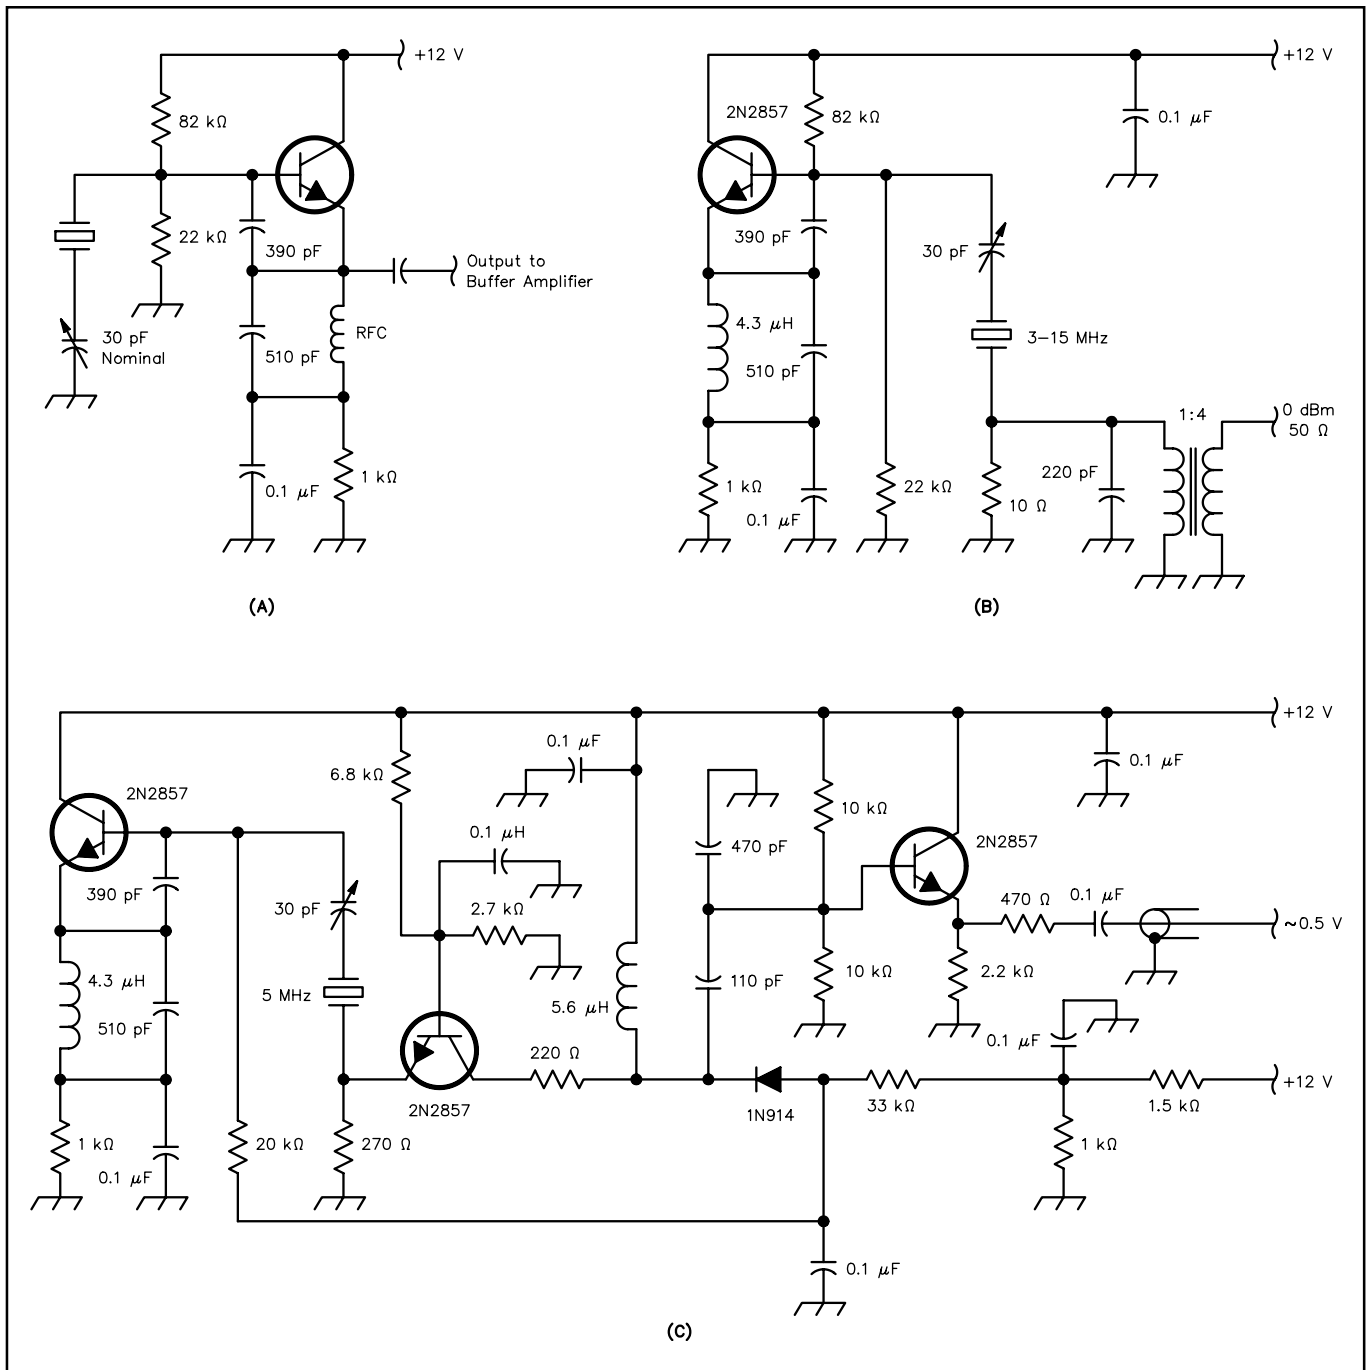 +12 V
82 kΩ
22 kΩ
390 pF
Output to
Buffer Amplifier
30 pF
Nominal
510 pF
RFC
0.1 μF
1 kΩ
(A)
+12 V
2N2857
82 kΩ
0.1 μF
390 pF
30 pF
4.3 μH
510 pF
3–15 MHz
1:4
0 dBm
50 Ω
1 kΩ
0.1 μF
22 kΩ
10 Ω
220 pF
(B)
+12 V
0.1 μF
6.8 kΩ
0.1 μF
2N2857
10 kΩ
0.1 μH
470 pF
2N2857
390 pF
30 pF
2.7 kΩ
470 Ω
0.1 μF
~0.5 V
4.3 μH
5 MHz
110 pF
10 kΩ
2.2 kΩ
510 pF
5.6 μH
0.1 μF
220 Ω
+12 V
2N2857
1N914
33 kΩ
1.5 kΩ
1 kΩ
0.1 μF
20 kΩ
270 Ω
1 kΩ
0.1 μF
(C)